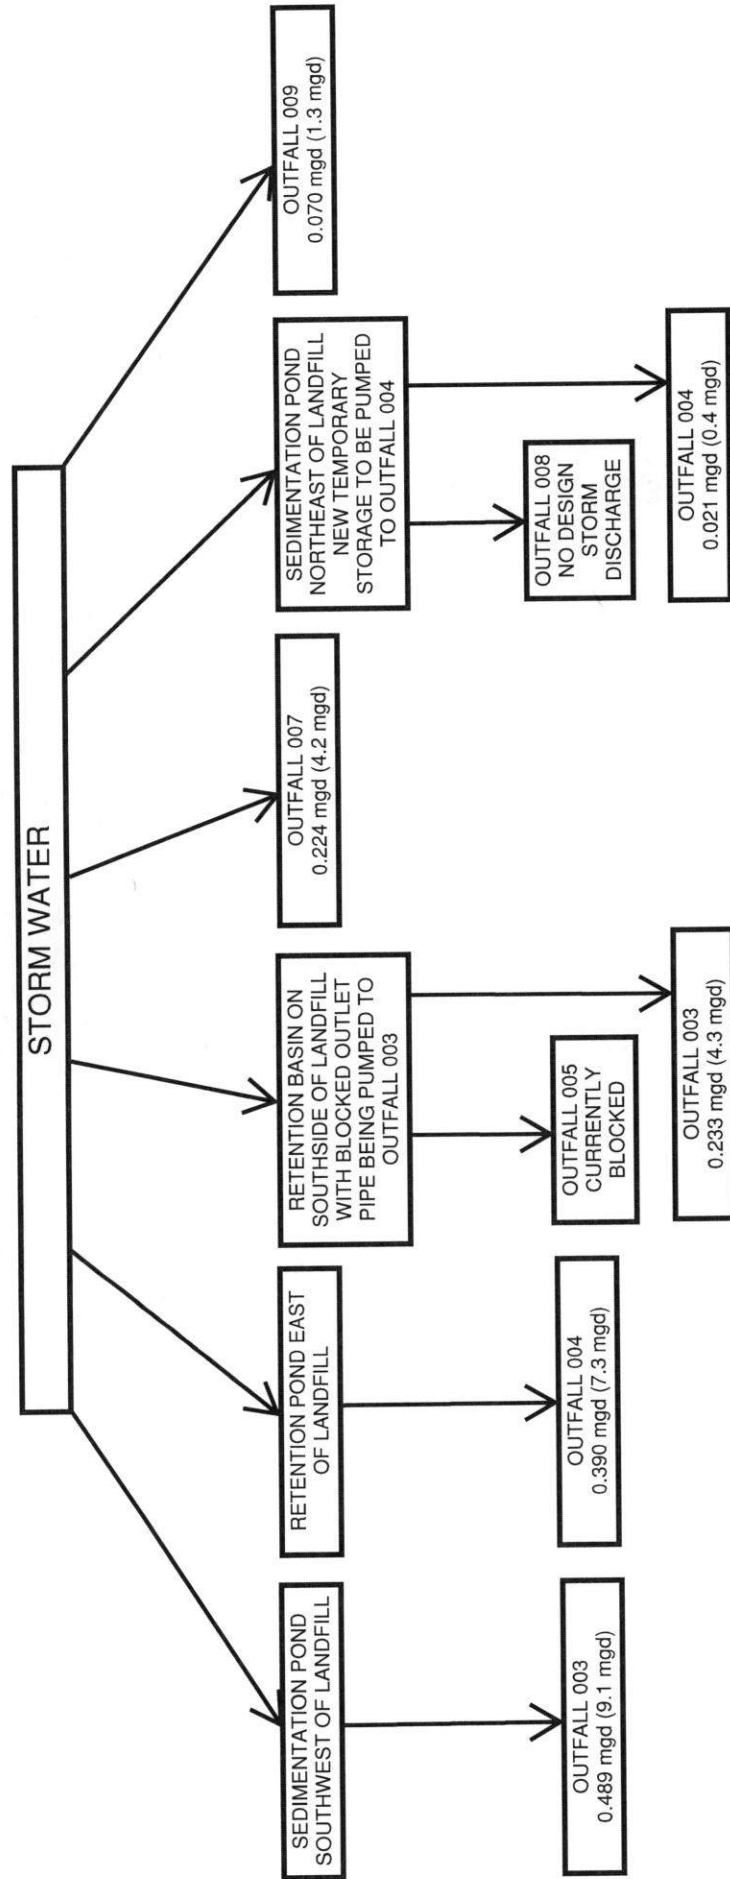 STORM WATER
SEDIMENTATION POND
SOUTHWEST OF LANDFILL
RETENTION POND EAST
OF LANDFILL
RETENTION BASIN ON
SOUTHSIDE OF LANDFILL
WITH BLOCKED OUTLET
PIPE BEING PUMPED TO
OUTFALL 003
OUTFALL 007
0.224 mgd (4.2 mgd)
SEDIMENTATION POND
NORTHEAST OF LANDFILL
NEW TEMPORARY
STORAGE TO BE PUMPED
TO OUTFALL 004
OUTFALL 009
0.070 mgd (1.3 mgd)
OUTFALL 003
0.489 mgd (9.1 mgd)
OUTFALL 004
0.390 mgd (7.3 mgd)
OUTFALL 005
CURRENTLY
BLOCKED
OUTFALL 008
NO DESIGN
STORM
DISCHARGE
OUTFALL 003
0.233 mgd (4.3 mgd)
OUTFALL 004
0.021 mgd (0.4 mgd)